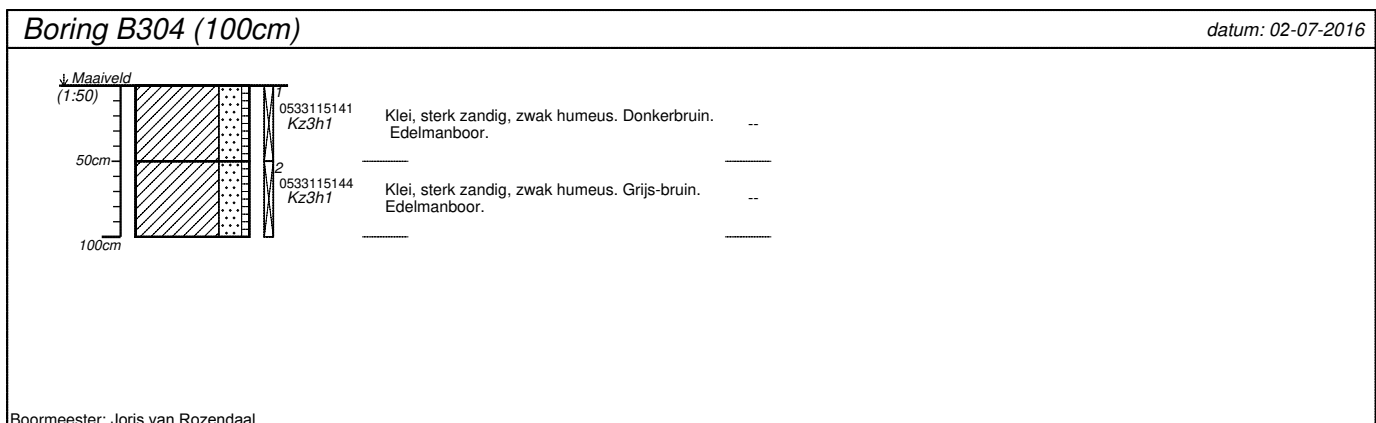 Boring B304 (100cm)
datum: 02-07-2016
Maaiveld
(1:50)
1
0533115141
Kz3h1
Klei, sterk zandig, zwak humeus. Donkerbruin.
Edelmanboor.
--
50cm
2
0533115144
Kz3h1
Klei, sterk zandig, zwak humeus. Grijs-bruin.
Edelmanboor.
--
100cm
Boormeester: Joris van Rozendaal